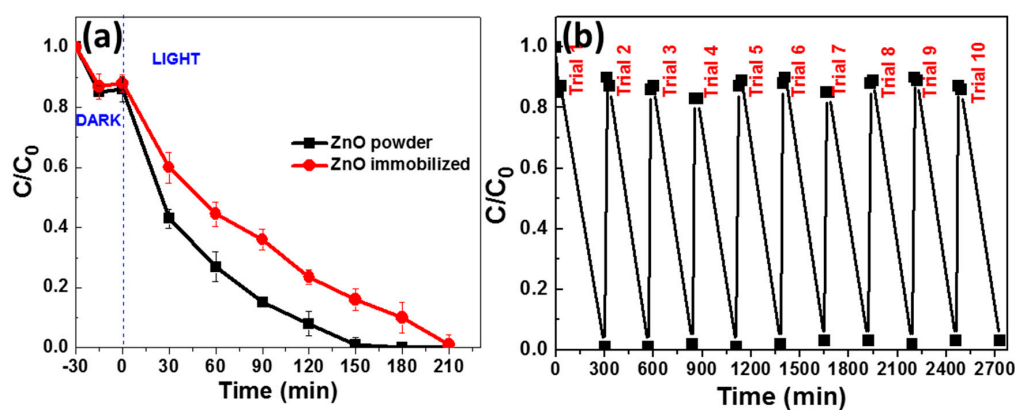 (a)
LIGHT
DARK
ZnO powder
ZnO immobilized
C/C0
1.0
0.8
0.6
0.4
0.2
0.0
-30 0 30 60 90 120 150 180 210
Time (min)
(b)
Trial 1
Trial 2
Trial 3
Trial 4
Trial 5
Trial 6
Trial 7
Trial 8
Trial 9
Trial 10
C/C0
1.0
0.8
0.6
0.4
0.2
0.0
0 300 600 900 1200 1500 1800 2100 2400 2700
Time (min)